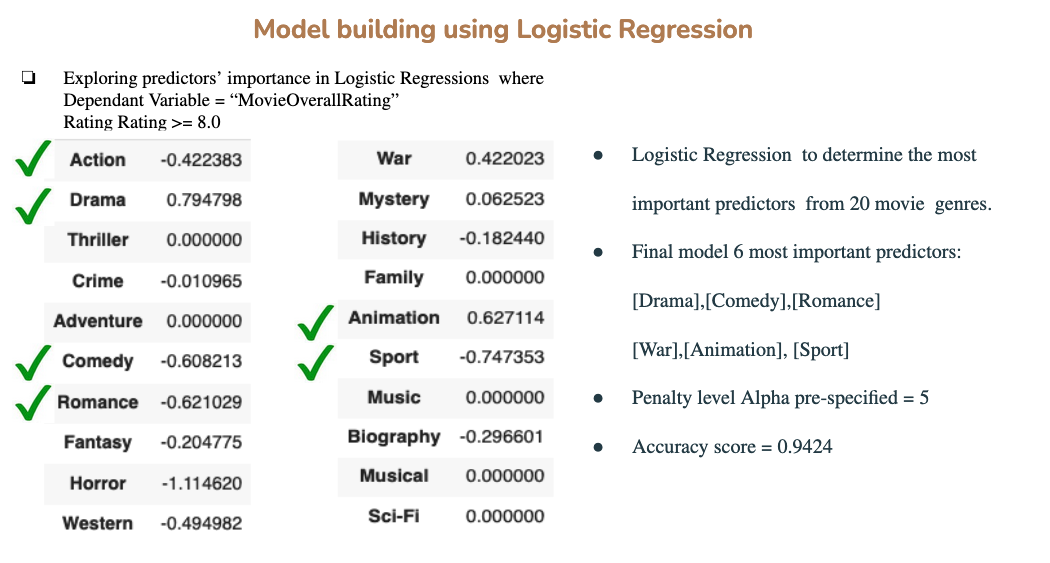 Model building using Logistic Regression
❏ Exploring predictors’ importance in Logistic Regressions where
Dependant Variable = “MovieOverallRating”
Rating Rating >= 8.0
✓ Action -0.422383
✓ Drama 0.794798
Thriller 0.000000
Crime -0.010965
Adventure 0.000000
✓ Comedy -0.608213
✓ Romance -0.621029
Fantasy -0.204775
Horror -1.114620
Western -0.494982
War 0.422023
Mystery 0.062523
History -0.182440
Family 0.000000
✓ Animation 0.627114
✓ Sport -0.747353
Music 0.000000
Biography -0.296601
Musical 0.000000
Sci-Fi 0.000000
● Logistic Regression to determine the most
important predictors from 20 movie genres.
● Final model 6 most important predictors:
[Drama],[Comedy],[Romance]
[War],[Animation], [Sport]
● Penalty level Alpha pre-specified = 5
● Accuracy score = 0.9424